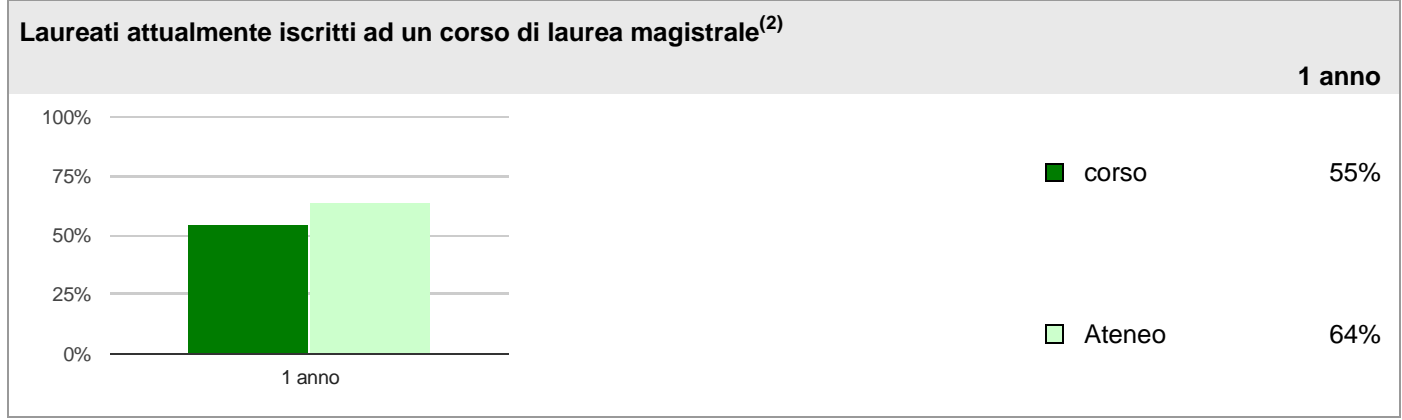 Laureati attualmente iscritti ad un corso di laurea magistrale(2)
1 anno
100%
75%
50%
25%
0%
1 anno
corso 55%
Ateneo 64%